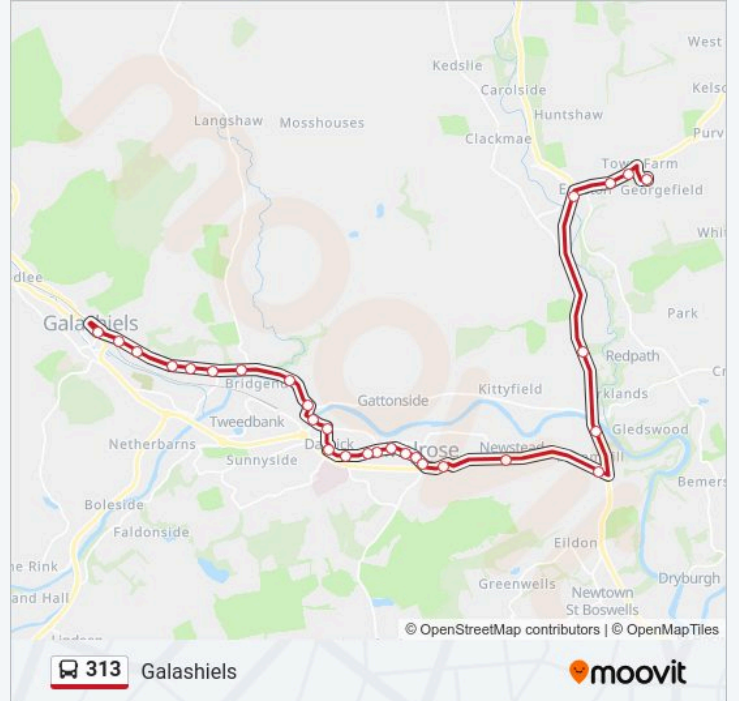 West
Kedslie
Kelso
Carolside
Huntshaw
Langshaw
Mosshouses
Clackmae
Purv
Georgefield
Whi
dlee
Galashiels
Park
Redpath
Bridgend
Kittyfield
Gattonside
Tweedbank
Gledswood
Netherbarns
Newstead
Sunnyside
Bemers
Boleside
Faldonside
Eildon
he Rink
Greenwells
Dryburgh
and Hall
Newtown
St Boswells
© OpenStreetMap contributors | © OpenMapTiles
313 Galashiels
moovit